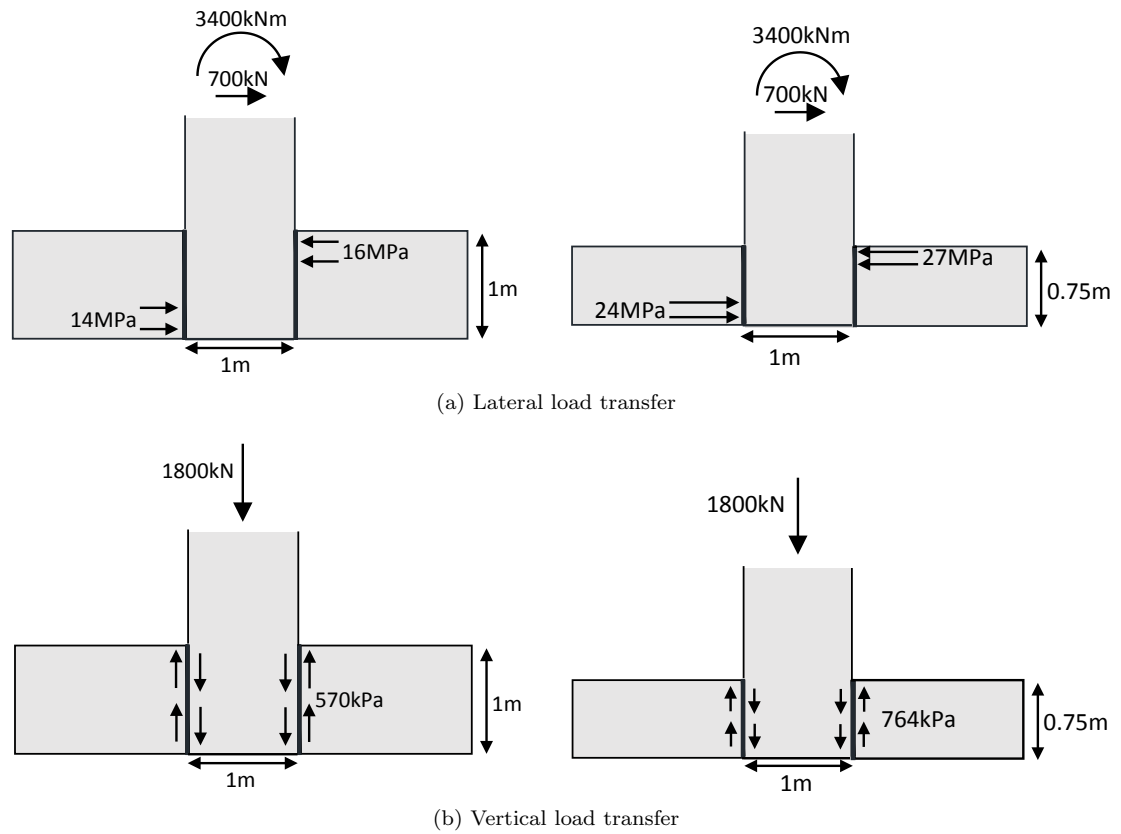 3400kNm
700kN
16MPa
14MPa
1m
1m
3400kNm
700kN
27MPa
24MPa
0.75m
1m
(a) Lateral load transfer
1800kN
570kPa
1m
1m
1800kN
764kPa
0.75m
1m
(b) Vertical load transfer